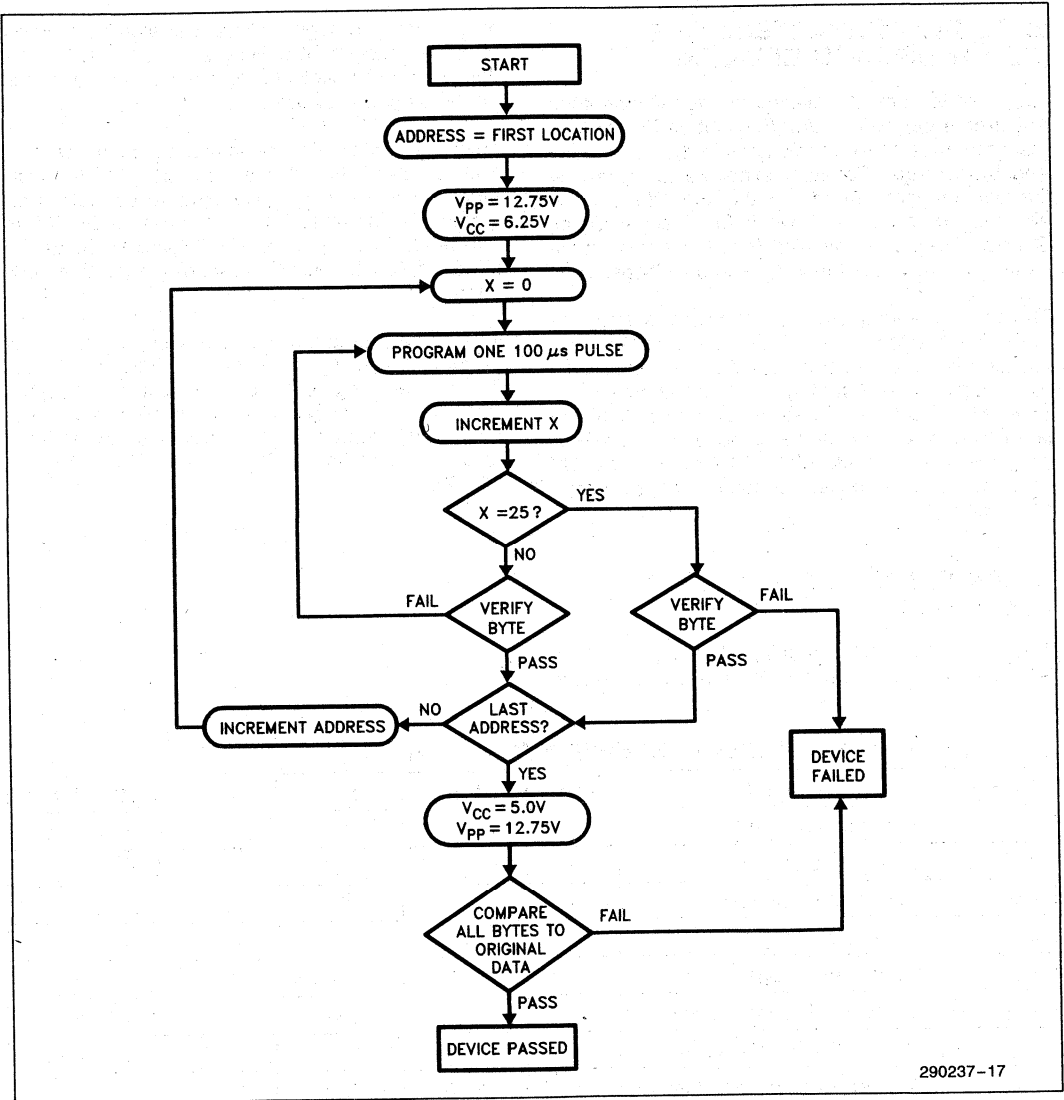 START
ADDRESS = FIRST LOCATION
VPP = 12.75V
VCC = 6.25V
X = 0
PROGRAM ONE 100 μs PULSE
INCREMENT X
X =25?
YES
NO
VERIFY
BYTE
FAIL
PASS
VERIFY
BYTE
FAIL
PASS
LAST
ADDRESS?
NO
INCREMENT ADDRESS
YES
DEVICE
FAILED
VCC = 5.0V
VPP = 12.75V
COMPARE
ALL BYTES TO
ORIGINAL
DATA
FAIL
PASS
DEVICE PASSED
290237-17